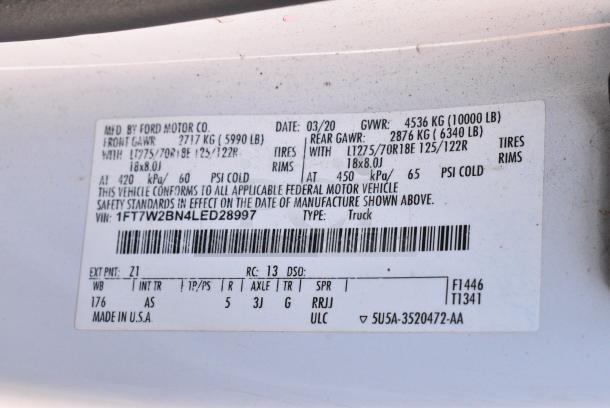 MFD. BY FORD MOTOR CO. DATE: 03/20 GVWR: 4536 KG (10000 LB)
FRONT GAWR: 2717 KG (5990 LB) REAR GAWR: 2876 KG (6340 LB)
WITH LT275/70R18E 125/122R TIRES WITH LT275/70R18E 125/122R TIRES
18x8.0J RIMS 18x8.0J RIMS
AT 420 kPa/ 60 PSI COLD AT 450 kPa/ 65 PSI COLD
THIS VEHICLE CONFORMS TO ALL APPLICABLE FEDERAL MOTOR VEHICLE
SAFETY STANDARDS IN EFFECT ON THE DATE OF MANUFACTURE SHOWN ABOVE.
VIN: 1FT7W2BN4LED28997 TYPE: Truck
EXT PNT: Z1 RC: 13 DSO:
WB INT TR TP/PS R AXLE TR SPR F1446
176 AS 5 3J G RRJJ T1341
MADE IN U.S.A. ULC ▽ 5U5A-3520472-AA